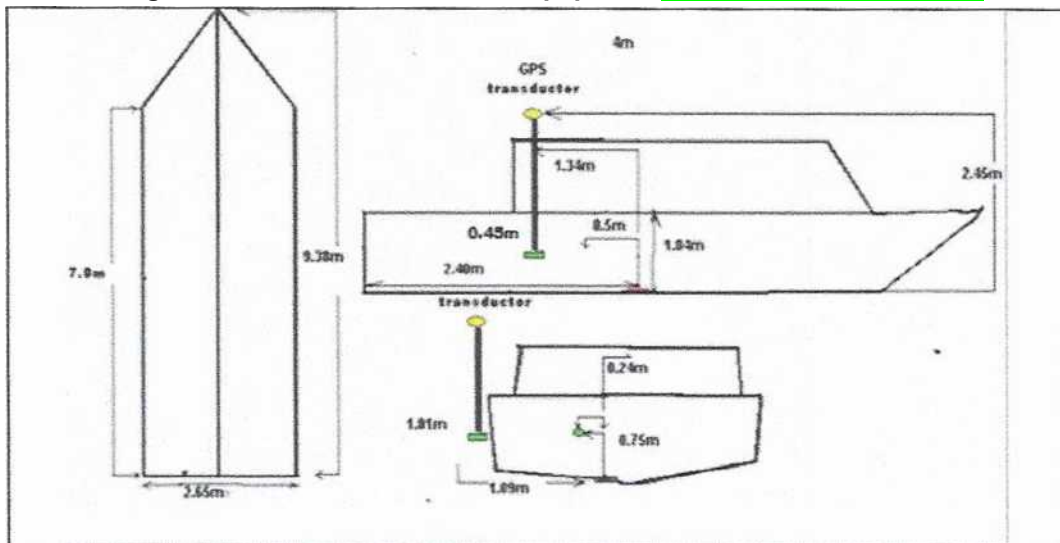 4m
GPS
transductor
1.34m
2.45m
0.5m
0.45m
1.04m
7.9m
9.38m
2.40m
transductor
0.24m
1.01m
0.75m
1.09m
2.65m